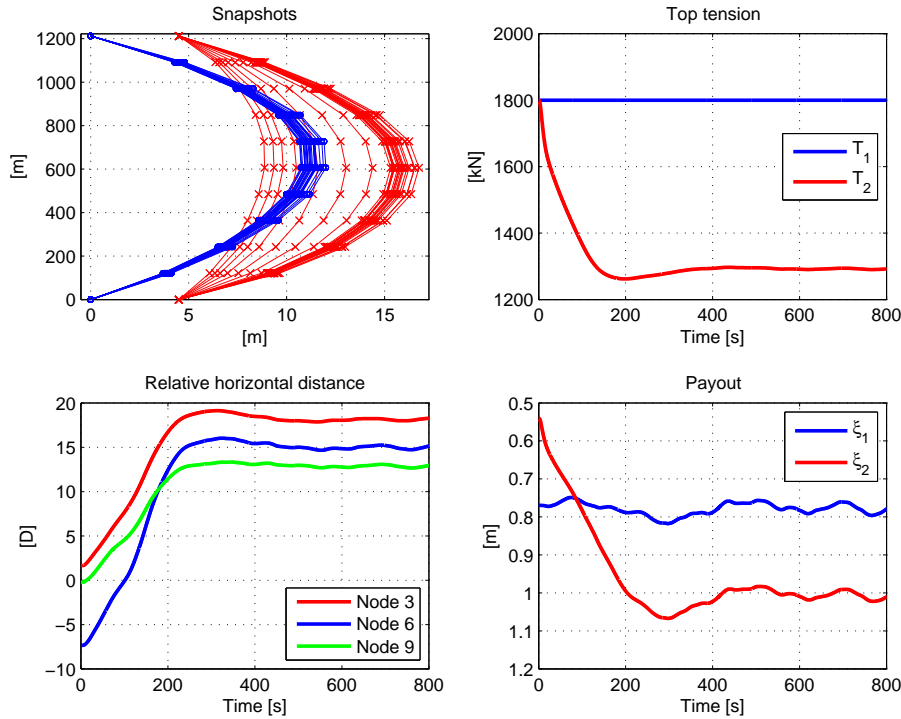 Snapshots
1200
1000
800
600
400
200
0
[m]
0
5
10
15
[m]
Top tension
2000
1800
1600
1400
1200
[kN]
T1
T2
0
200
400
600
800
Time [s]
Relative horizontal distance
20
15
10
5
0
−5
−10
[D]
Node 3
Node 6
Node 9
0
200
400
600
800
Time [s]
Payout
0.5
0.6
0.7
0.8
0.9
1
1.1
1.2
[m]
ξ1
ξ2
0
200
400
600
800
Time [s]